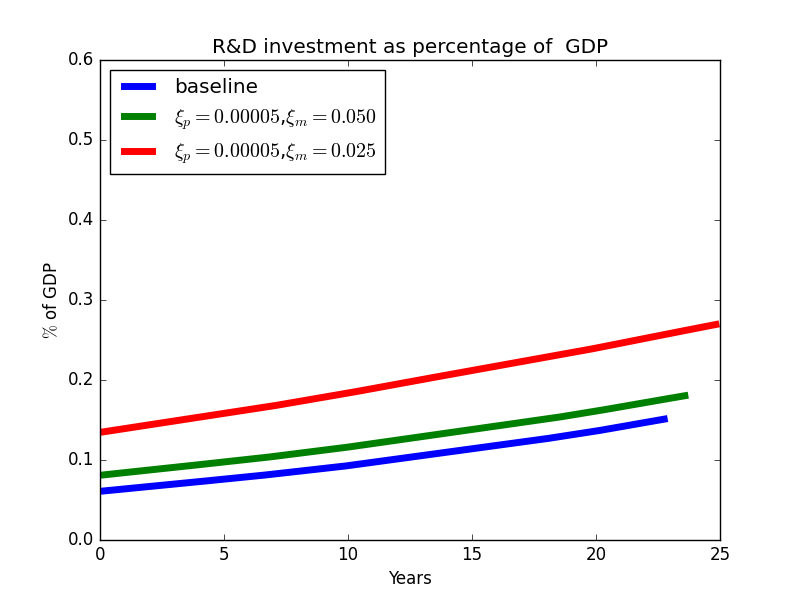 R&D investment as percentage of  GDP
baseline
ξp = 0.00005,ξm = 0.050
ξp = 0.00005,ξm = 0.025
% of GDP
0.6
0.5
0.4
0.3
0.2
0.1
0.0
0 5 10 15 20 25
Years